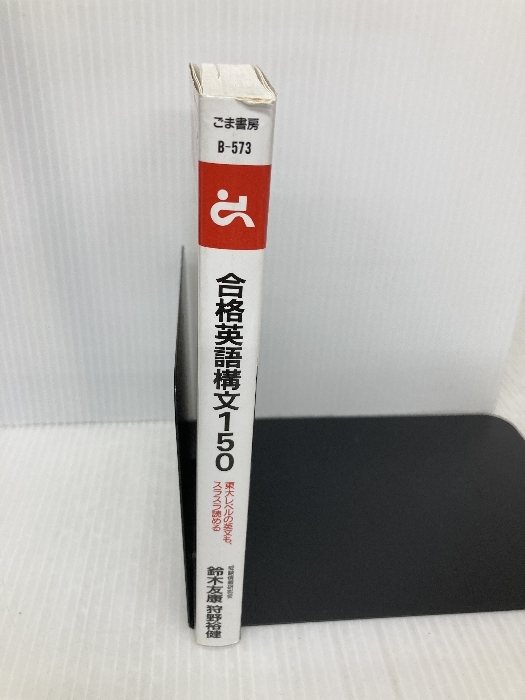 ごま書房
B-573
合格英語構文150
東大レベルの英文も、
スラスラ読める
鈴木友康 狩野裕健